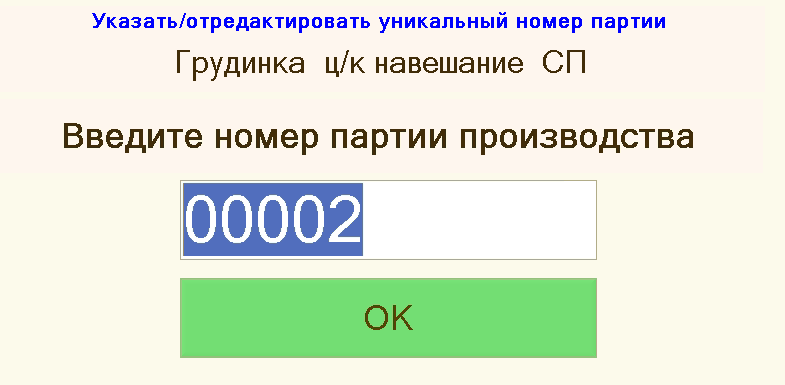 Указать/отредактировать уникальный номер партии
Грудинка ц/к навешание СП
Введите номер партии производства
00002
OK